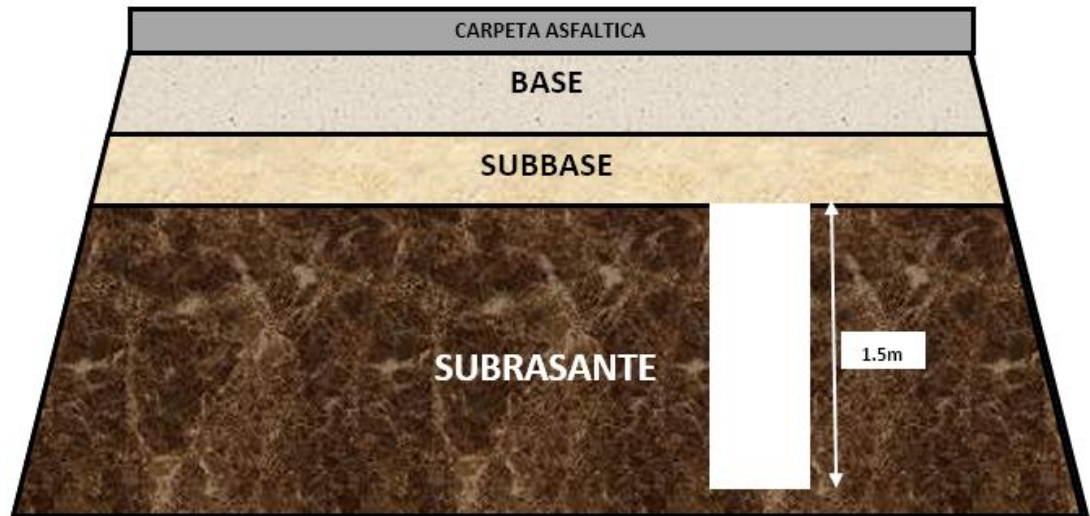 CARPETA ASFALTICA
BASE
SUBBASE
SUBRASANTE
1.5m